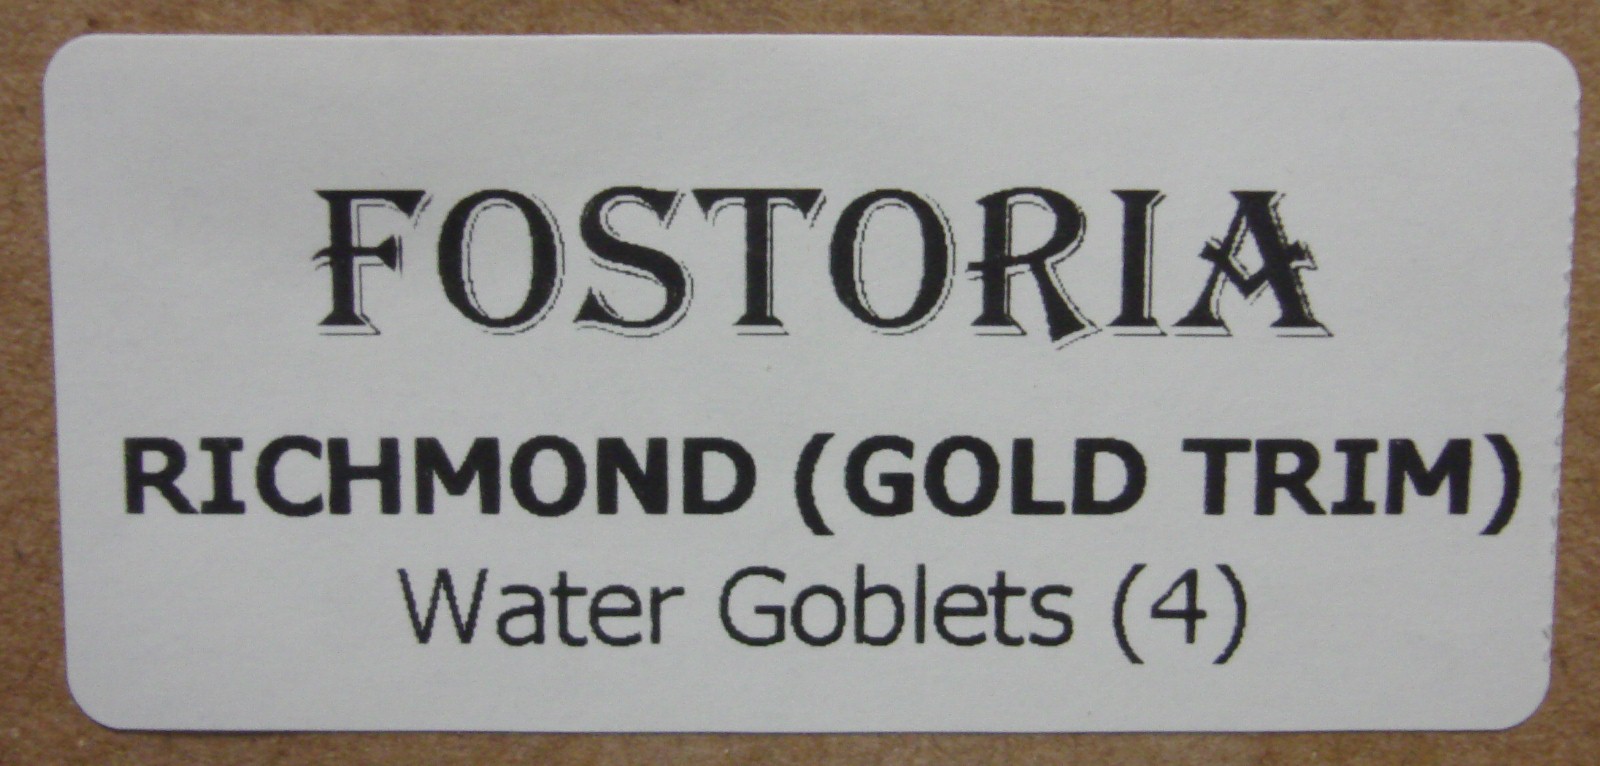 FOSTORIA
RICHMOND (GOLD TRIM)
Water Goblets (4)